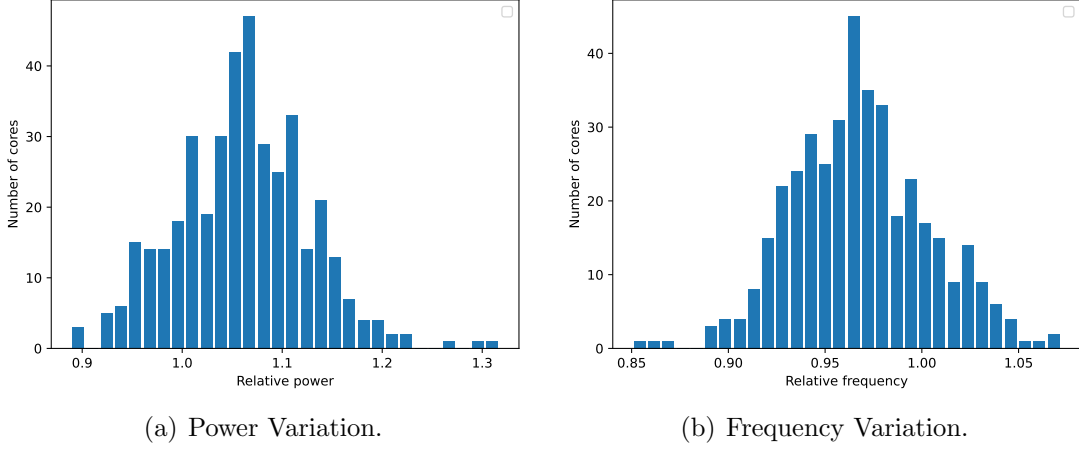 40
30
20
10
0
0.9 1.0 1.1 1.2 1.3
Number of cores
Relative power
(a) Power Variation.
40
30
20
10
0
0.85 0.90 0.95 1.00 1.05
Number of cores
Relative frequency
(b) Frequency Variation.